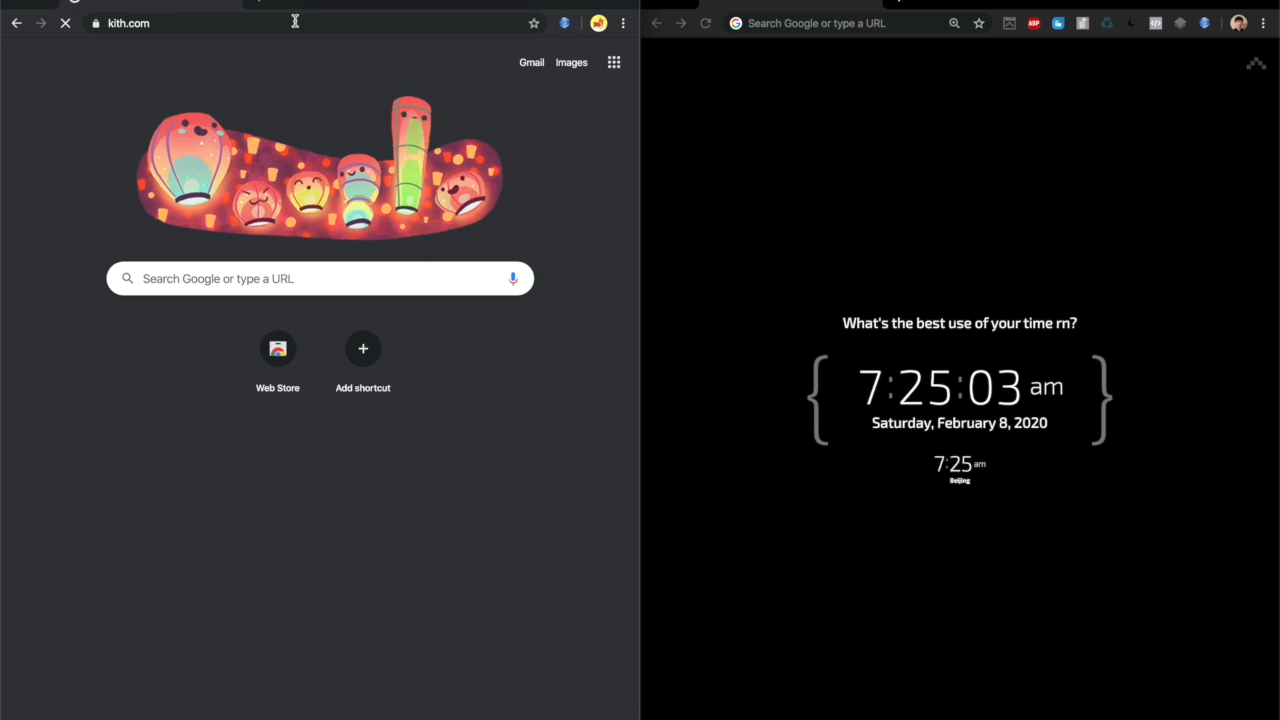 kith.com
Gmail Images
Search Google or type a URL
Web Store Add shortcut
Search Google or type a URL
ABP
What's the best use of your time rn?
7:25:03 am
Saturday, February 8, 2020
7:25 am
Beijing